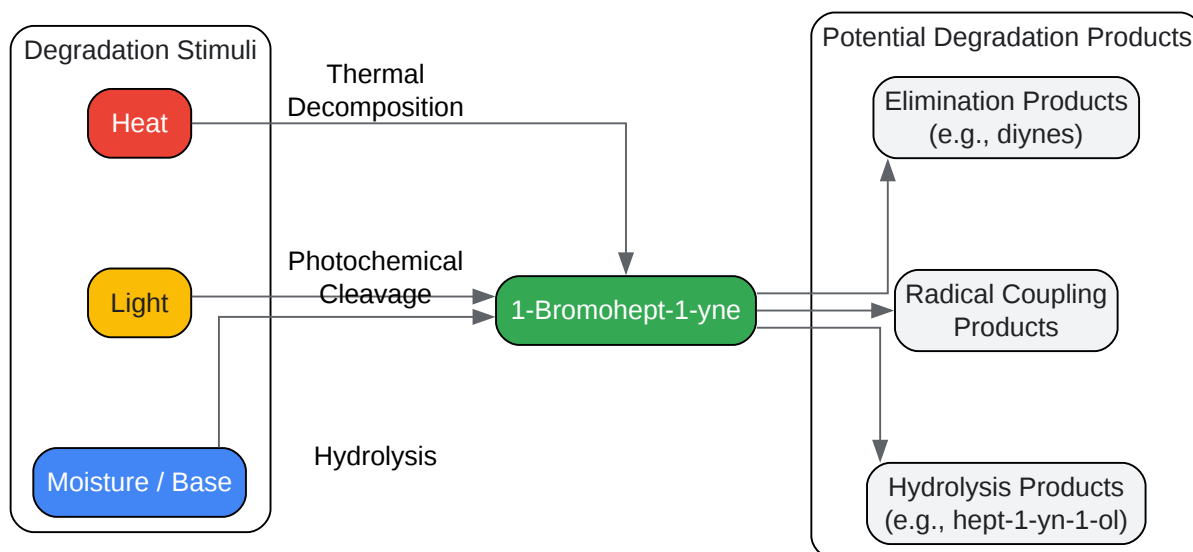 Degradation Stimuli
Heat
Light
Moisture / Base
Thermal
Decomposition
Photochemical
Cleavage
Hydrolysis
1-Bromohept-1-yne
Potential Degradation Products
Elimination Products
(e.g., diynes)
Radical Coupling
Products
Hydrolysis Products
(e.g., hept-1-yn-1-ol)